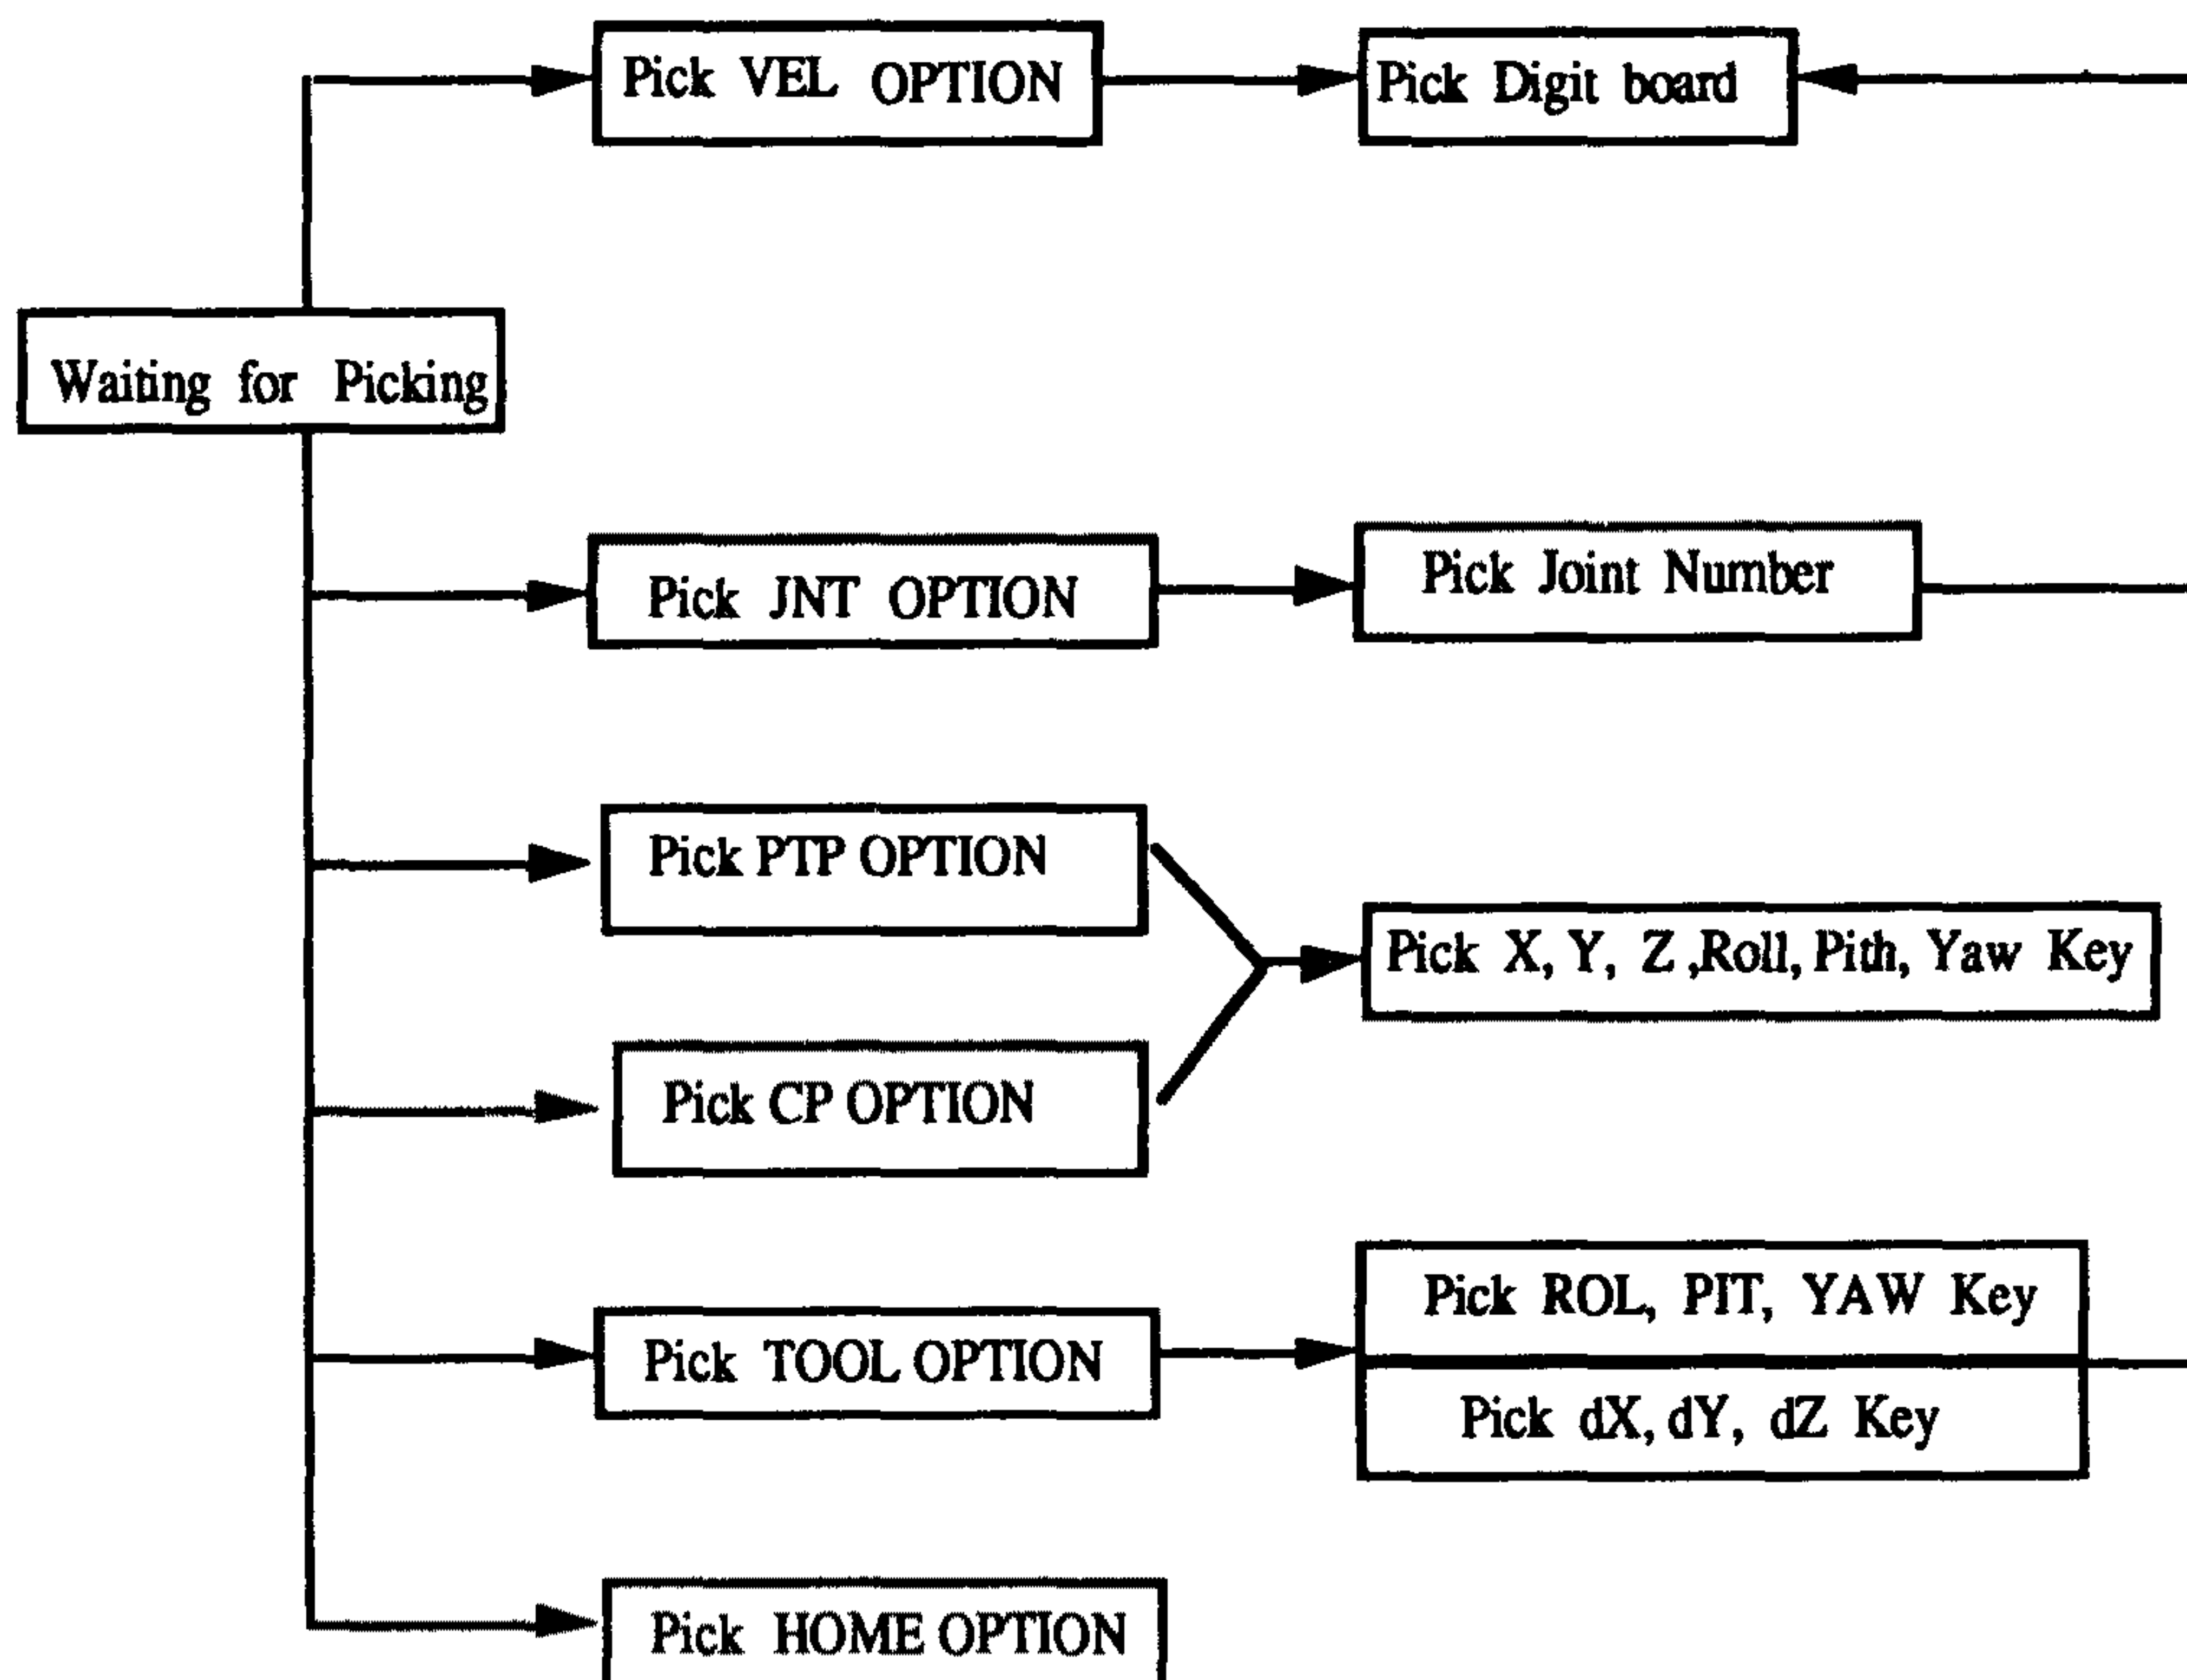 Pick VEL OPTION
Pick Digit board
Waiting for Picking
Pick JNT OPTION
Pick Joint Number
Pick PTP OPTION
Pick X, Y, Z ,Roll, Pith, Yaw Key
Pick CP OPTION
Pick ROL, PIT, YAW Key
Pick TOOL OPTION
Pick dX, dY, dZ Key
Pick HOME OPTION